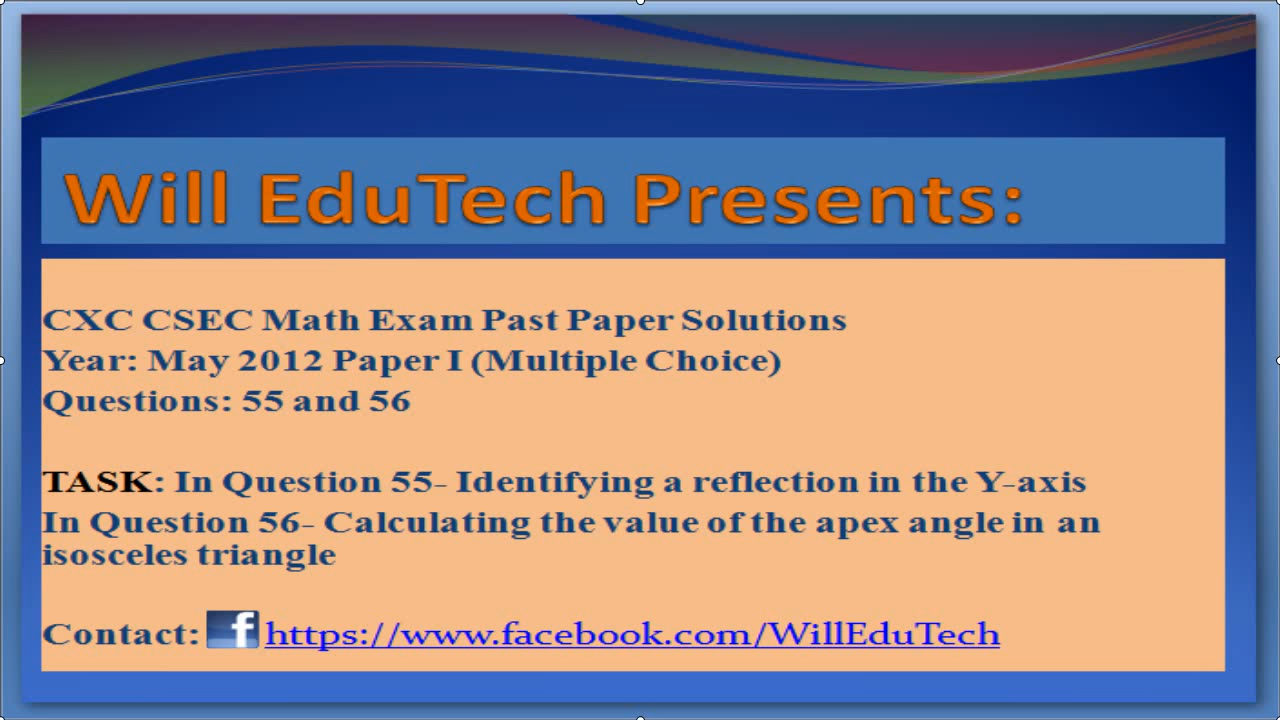 Will EduTech Presents:
CXC CSEC Math Exam Past Paper Solutions
Year: May 2012 Paper I (Multiple Choice)
Questions: 55 and 56
TASK: In Question 55- Identifying a reflection in the Y-axis
In Question 56- Calculating the value of the apex angle in an
isosceles triangle
Contact: f https://www.facebook.com/WillEduTech